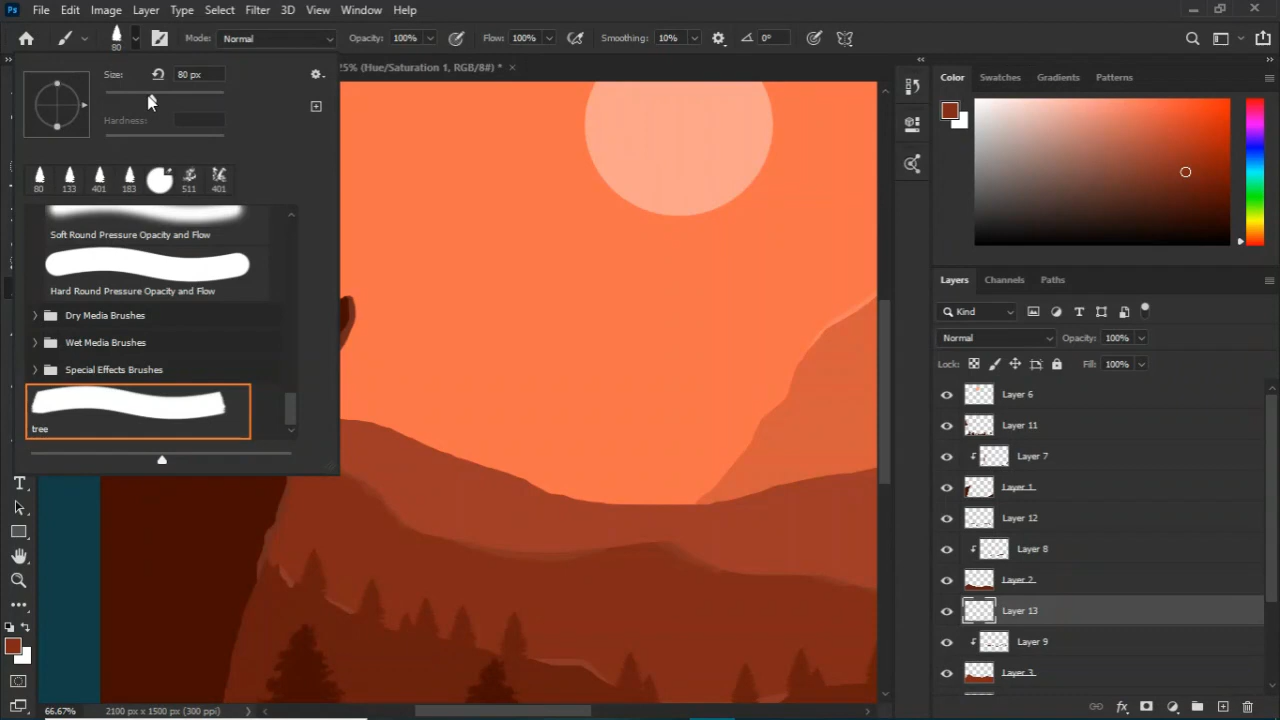 Ps File Edit Image Layer Type Select Filter 3D View Window Help
80 Mode: Normal Opacity: 100% Flow: 100% Smoothing: 10% 0°
25% (Hue/Saturation 1, RGB/8#) * ×
Size: 80 px
Hardness:
80 133 401 183 511 401
Soft Round Pressure Opacity and Flow
Hard Round Pressure Opacity and Flow
Dry Media Brushes
Wet Media Brushes
Special Effects Brushes
tree
Color Swatches Gradients Patterns
Layers Channels Paths
Kind
Normal Opacity: 100%
Lock: Fill: 100%
Layer 6
Layer 11
Layer 7
Layer 1
Layer 12
Layer 8
Layer 2
Layer 13
Layer 9
Layer 3
66.67% 2100 px x 1500 px (300 ppi)